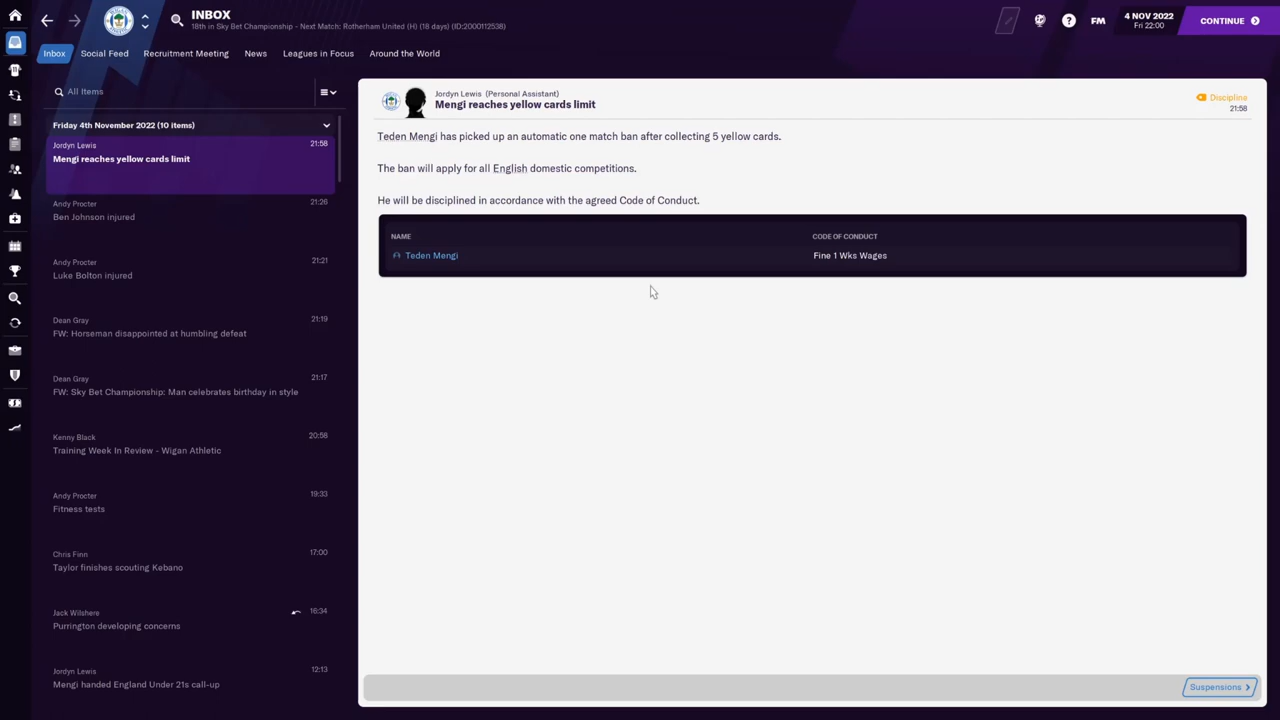 INBOX
18th in Sky Bet Championship - Next Match: Rotherham United (H) (18 days) (ID:2000112538)
FM
4 NOV 2022
Fri 22:00
CONTINUE
Inbox
Social Feed
Recruitment Meeting
News
Leagues in Focus
Around the World
All Items
Friday 4th November 2022 (10 items)
Jordyn Lewis 21:58
Mengi reaches yellow cards limit
Andy Procter 21:26
Ben Johnson injured
Andy Procter 21:21
Luke Bolton injured
Dean Gray 21:19
FW: Horseman disappointed at humbling defeat
Dean Gray 21:17
FW: Sky Bet Championship: Man celebrates birthday in style
Kenny Black 20:58
Training Week In Review - Wigan Athletic
Andy Procter 19:33
Fitness tests
Chris Finn 17:00
Taylor finishes scouting Kebano
Jack Wilshere 16:34
Purrington developing concerns
Jordyn Lewis 12:13
Mengi handed England Under 21s call-up
Jordyn Lewis (Personal Assistant)
Mengi reaches yellow cards limit
Discipline
21:58
Teden Mengi has picked up an automatic one match ban after collecting 5 yellow cards.
The ban will apply for all English domestic competitions.
He will be disciplined in accordance with the agreed Code of Conduct.
NAME CODE OF CONDUCT
Teden Mengi Fine 1 Wks Wages
Suspensions